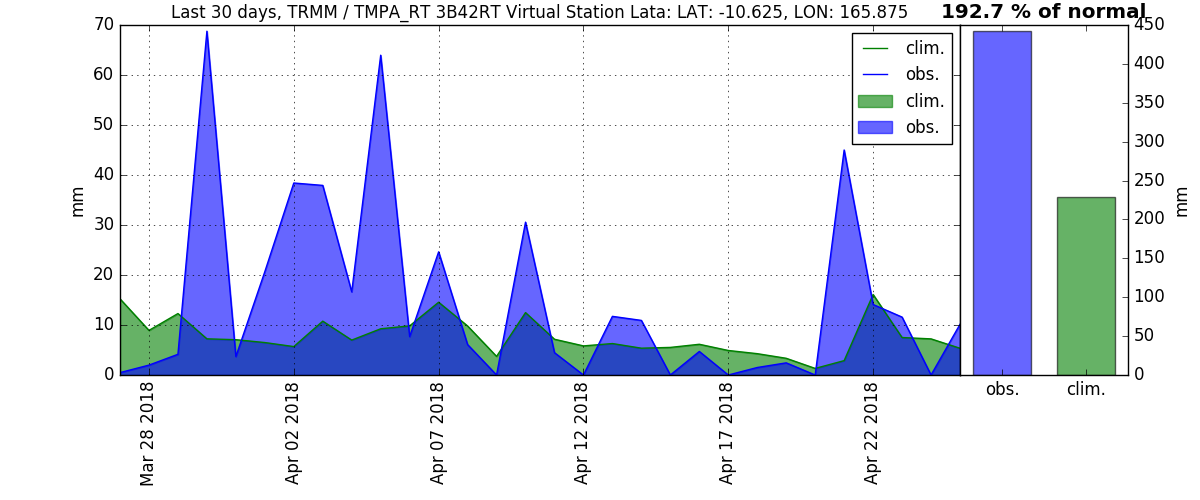 Last 30 days, TRMM / TMPA_RT 3B42RT Virtual Station Lata: LAT: -10.625, LON: 165.875
192.7 % of normal
70
60
50
40
30
20
10
0
mm
clim.
obs.
clim.
obs.
Mar 28 2018
Apr 02 2018
Apr 07 2018
Apr 12 2018
Apr 17 2018
Apr 22 2018
450
400
350
300
250
200
150
100
50
0
mm
obs.
clim.